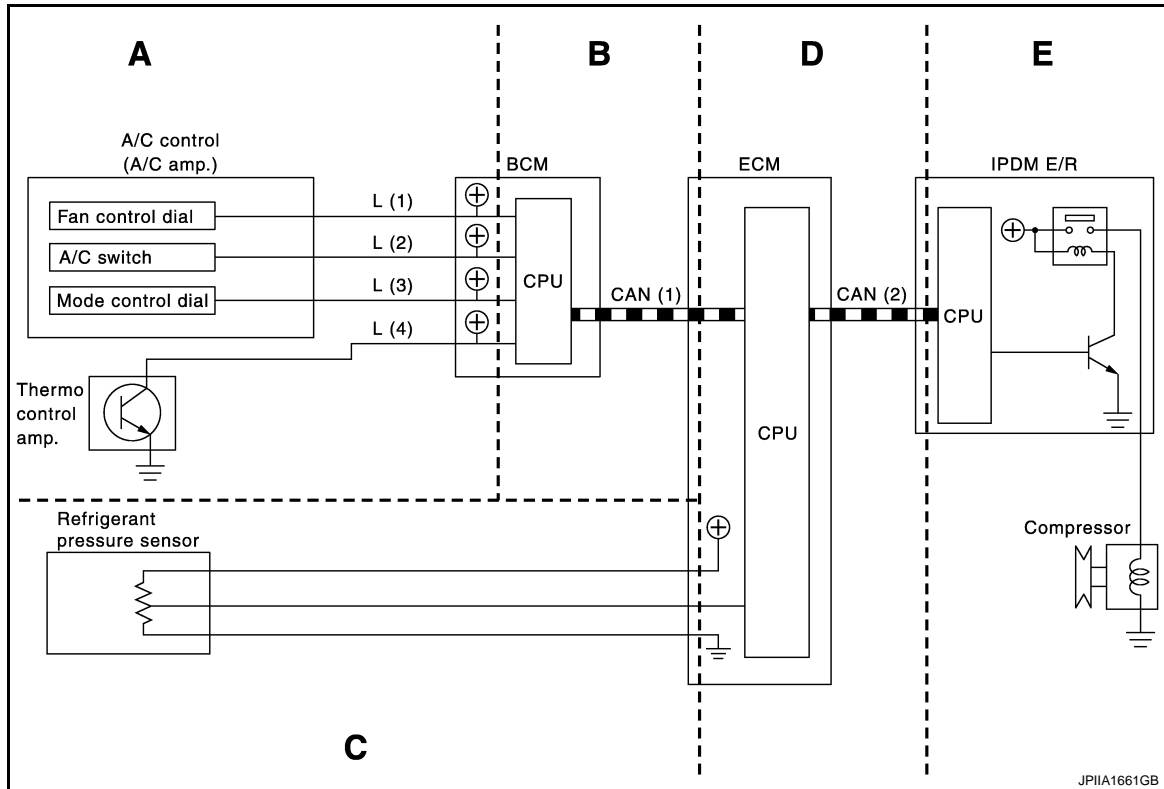 A
B
D
E
A/C control
(A/C amp.)
BCM
ECM
IPDM E/R
Fan control dial
L (1)
A/C switch
L (2)
Mode control dial
L (3)
L (4)
CPU
CAN (1)
CAN (2)
CPU
Thermo
control
amp.
CPU
Refrigerant
pressure sensor
Compressor
C
JPIIA1661GB